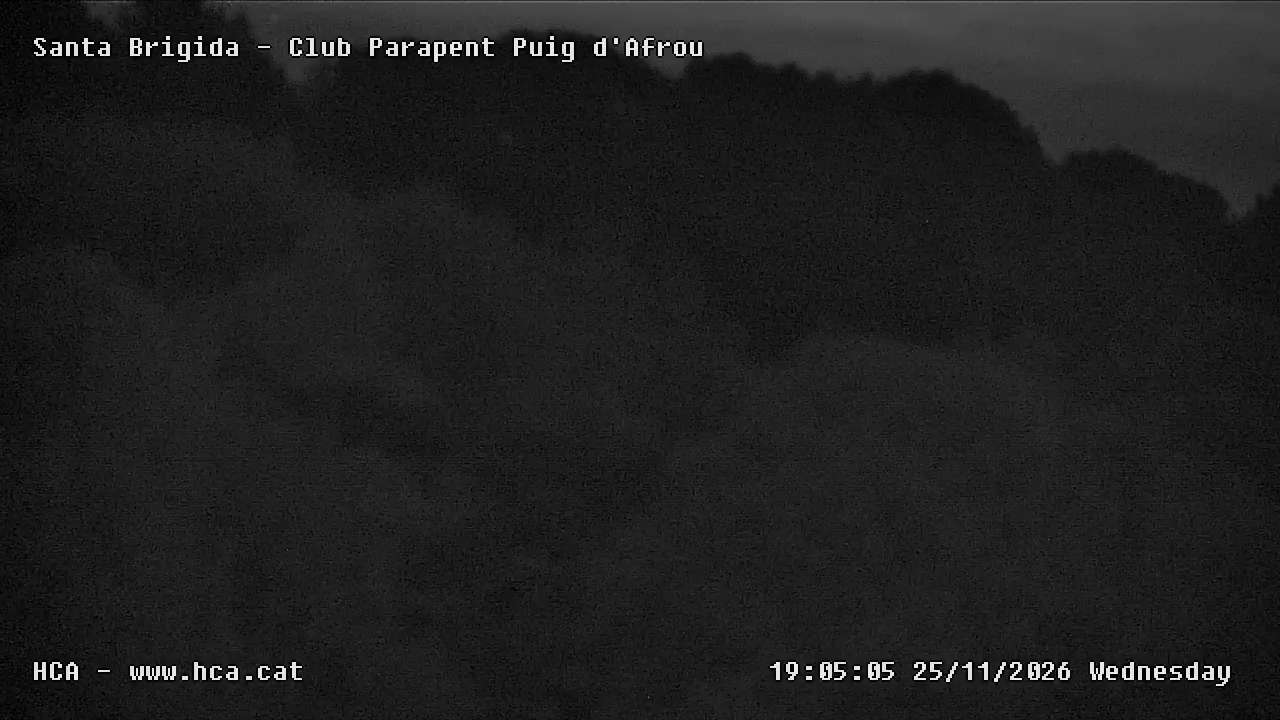 Santa Brigida - Club Parapent Puig d'Afrou
HCA - www.hca.cat
19:05:05 25/11/2026 Wednesday